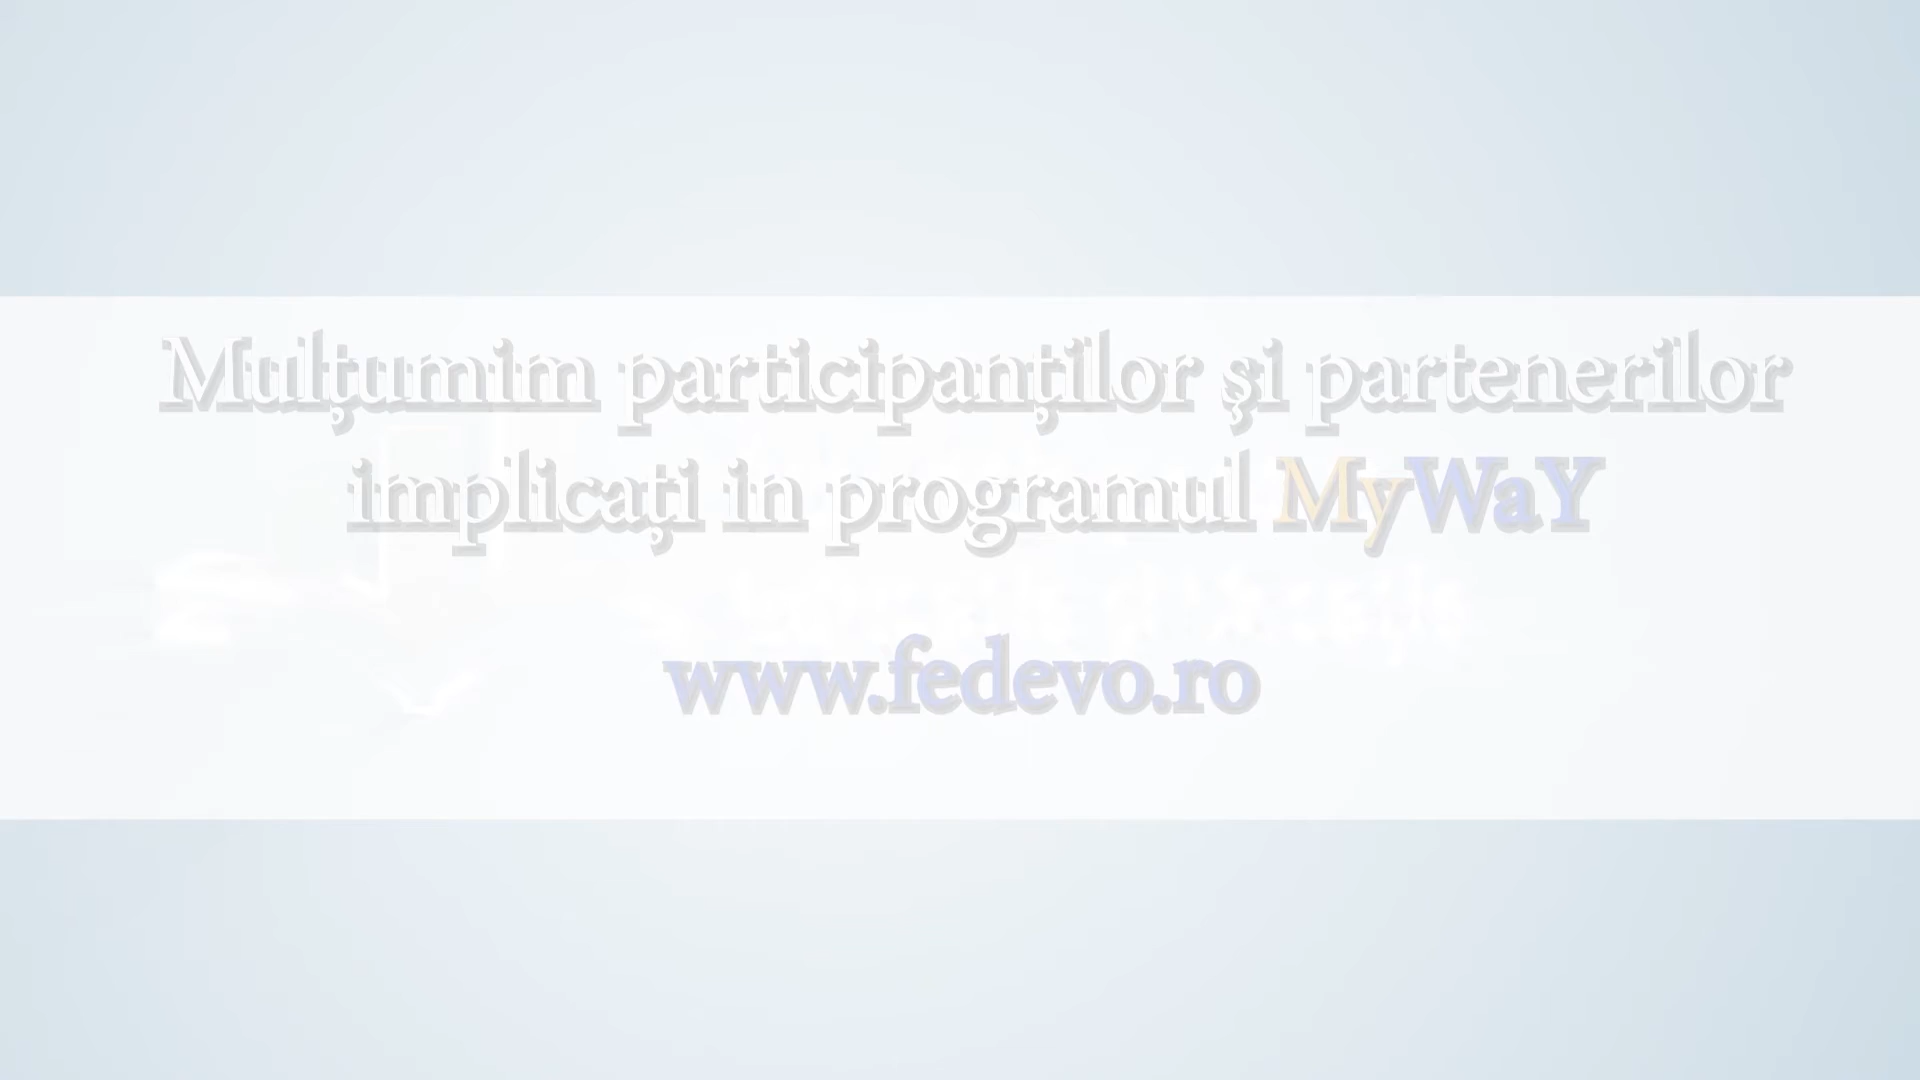 Mulţumim participanţilor şi partenerilor
implicaţi in programul MyWaY
www.fedevo.ro